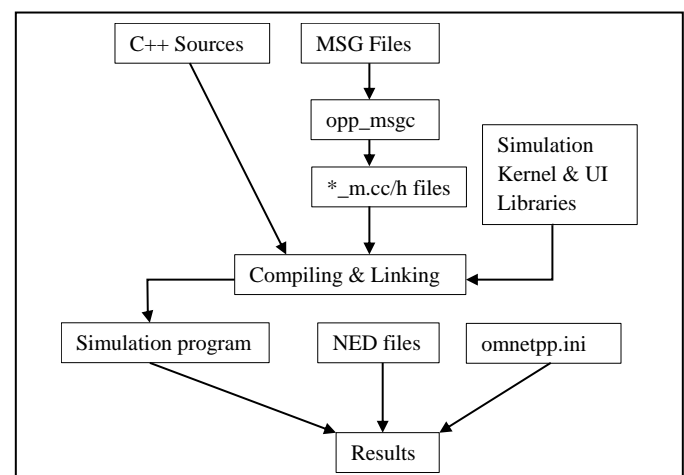 C++ Sources
MSG Files
opp_msgc
Simulation
Kernel & UI
Libraries
*_m.cc/h files
Compiling & Linking
Simulation program
NED files
omnetpp.ini
Results